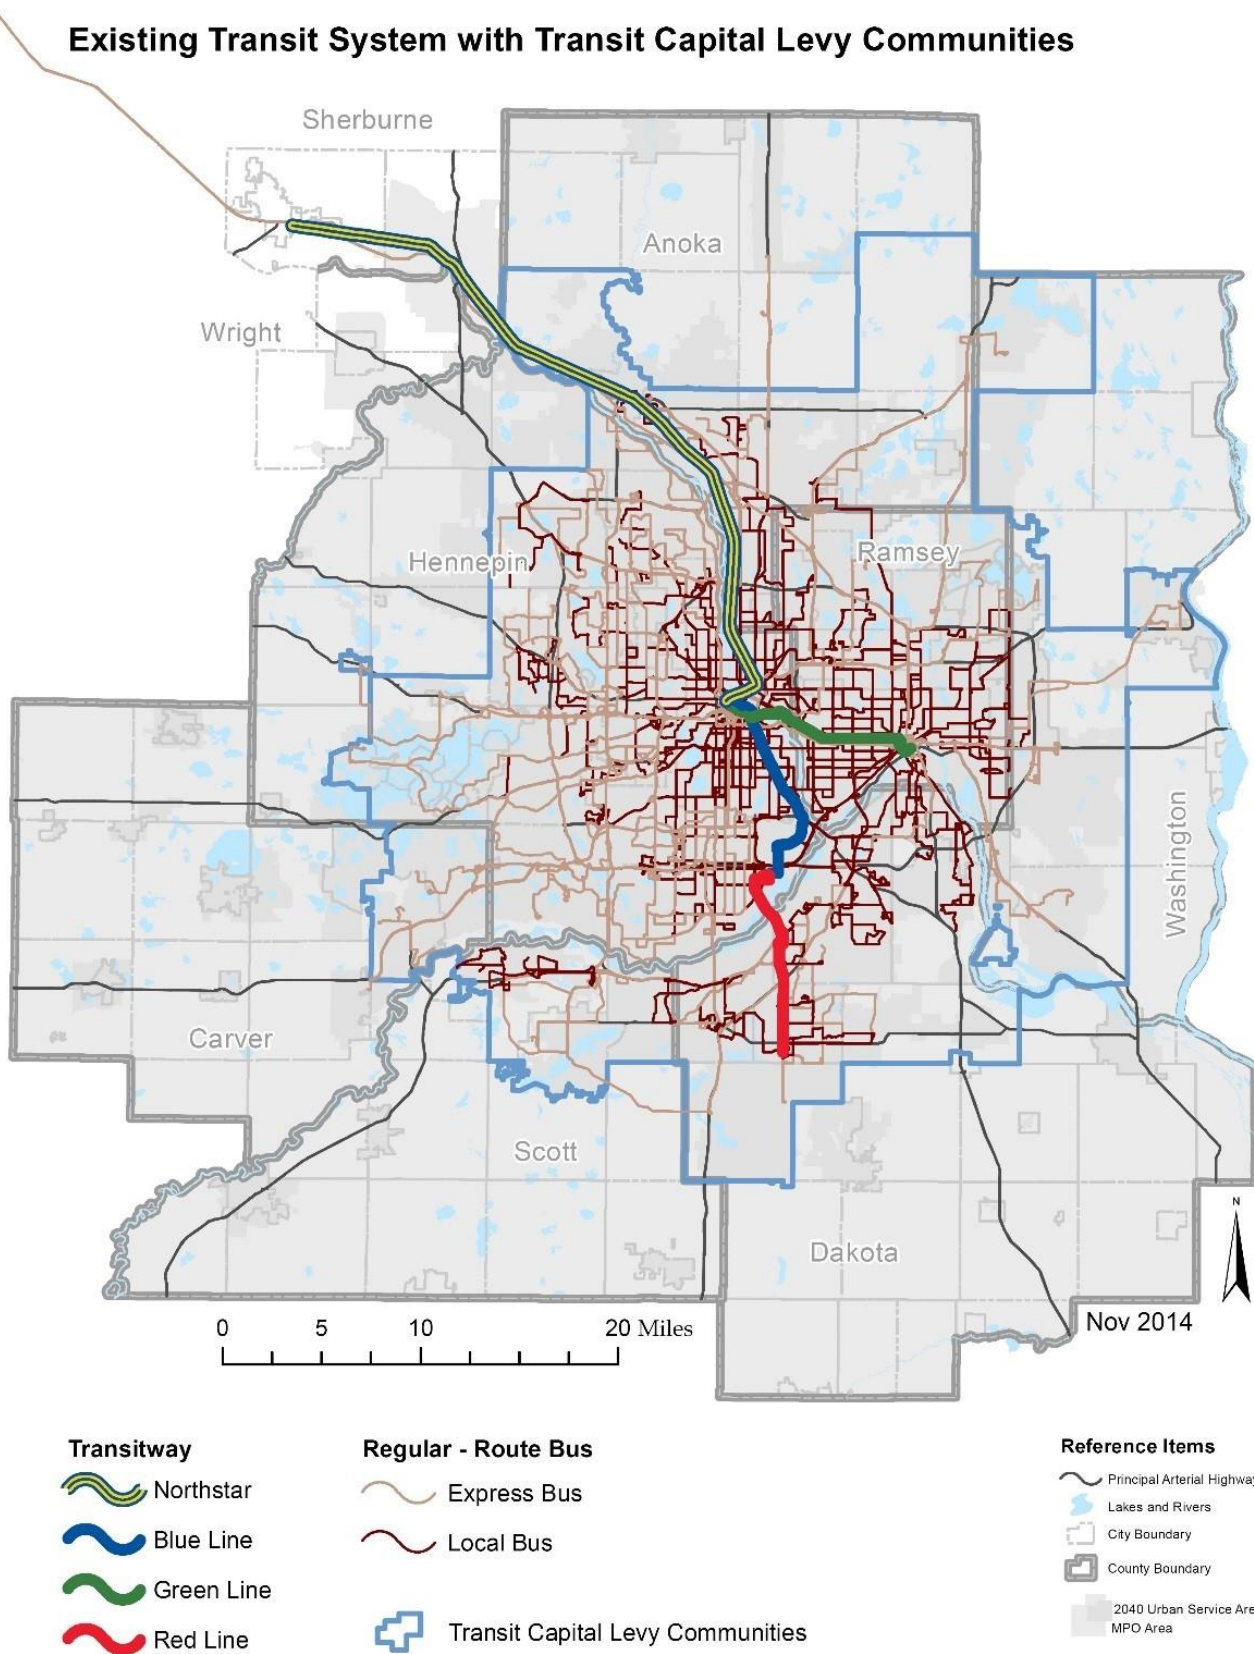 Existing Transit System with Transit Capital Levy Communities
Sherburne
Anoka
Wright
Hennepin
Ramsey
Washington
Carver
Scott
Dakota
N
0 5 10 20 Miles
Nov 2014
Transitway
Northstar
Blue Line
Green Line
Red Line
Regular - Route Bus
Express Bus
Local Bus
Transit Capital Levy Communities
Reference Items
Principal Arterial Highway
Lakes and Rivers
City Boundary
County Boundary
2040 Urban Service Are
MPO Area